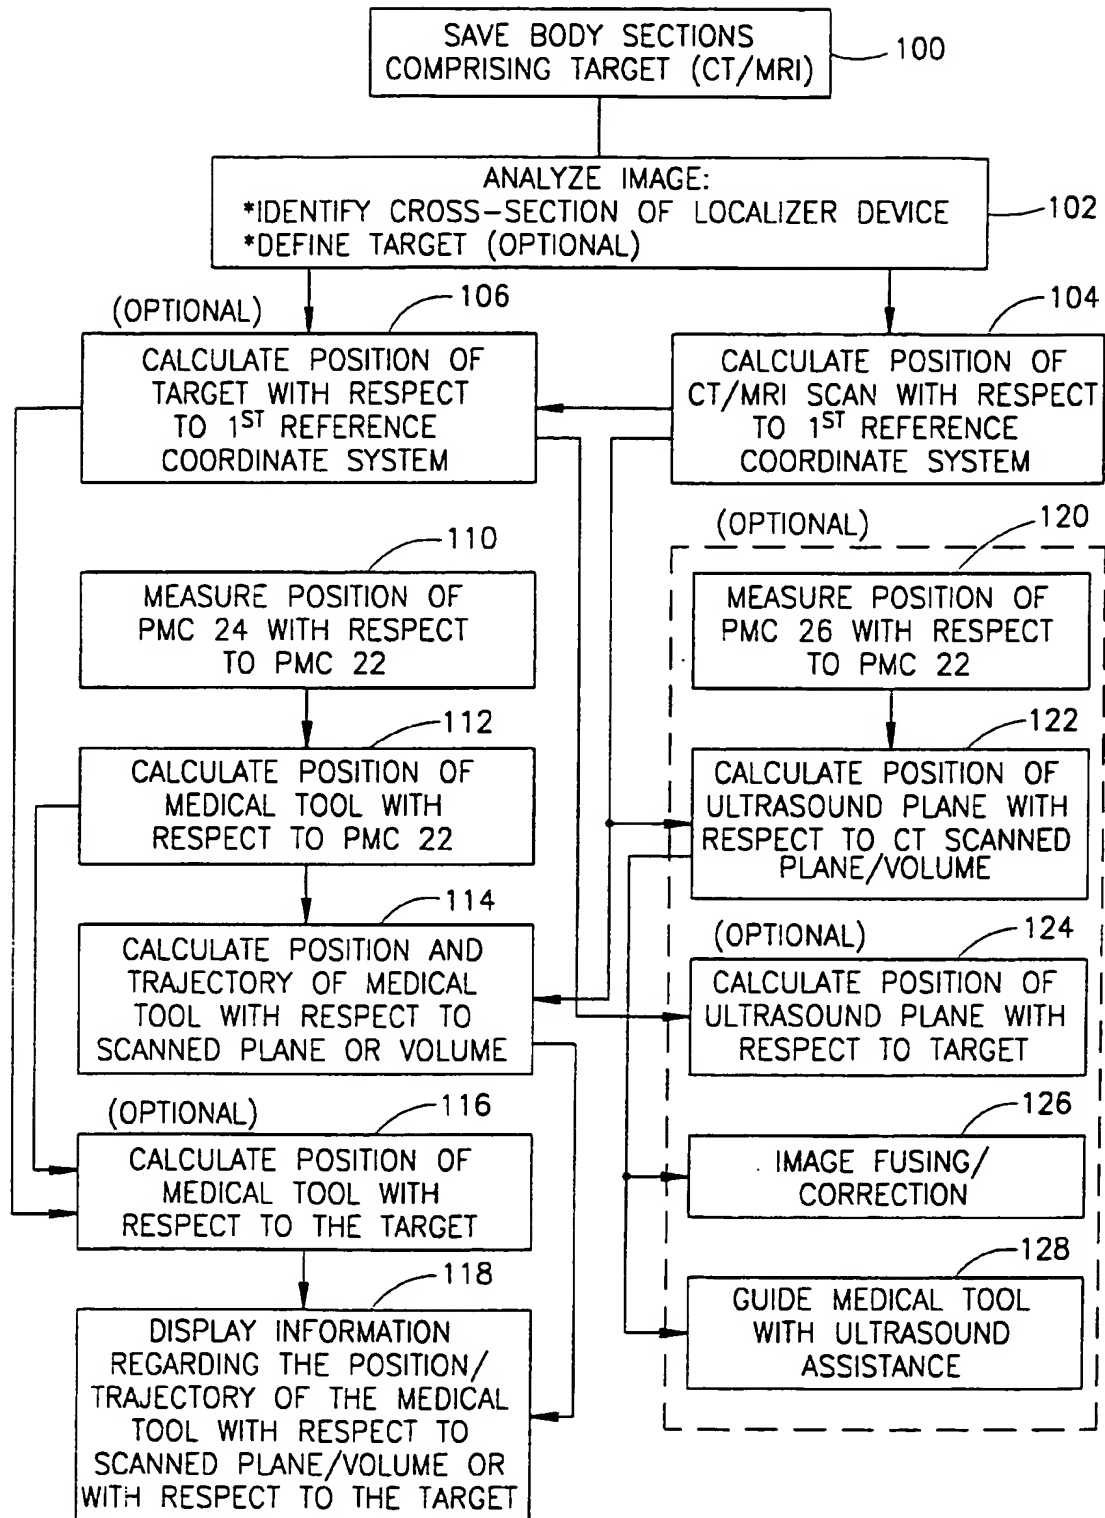 SAVE BODY SECTIONS
COMPRISING TARGET (CT/MRI)
100
ANALYZE IMAGE:
*IDENTIFY CROSS-SECTION OF LOCALIZER DEVICE
*DEFINE TARGET (OPTIONAL)
102
(OPTIONAL)
106
CALCULATE POSITION OF
TARGET WITH RESPECT
TO 1ST REFERENCE
COORDINATE SYSTEM
104
CALCULATE POSITION OF
CT/MRI SCAN WITH RESPECT
TO 1ST REFERENCE
COORDINATE SYSTEM
110
MEASURE POSITION OF
PMC 24 WITH RESPECT
TO PMC 22
(OPTIONAL)
120
MEASURE POSITION OF
PMC 26 WITH RESPECT
TO PMC 22
112
CALCULATE POSITION OF
MEDICAL TOOL WITH
RESPECT TO PMC 22
122
CALCULATE POSITION OF
ULTRASOUND PLANE WITH
RESPECT TO CT SCANNED
PLANE/VOLUME
114
CALCULATE POSITION AND
TRAJECTORY OF MEDICAL
TOOL WITH RESPECT TO
SCANNED PLANE OR VOLUME
(OPTIONAL)
124
CALCULATE POSITION OF
ULTRASOUND PLANE WITH
RESPECT TO TARGET
(OPTIONAL)
116
CALCULATE POSITION OF
MEDICAL TOOL WITH
RESPECT TO THE TARGET
126
IMAGE FUSING/
CORRECTION
118
DISPLAY INFORMATION
REGARDING THE POSITION/
TRAJECTORY OF THE MEDICAL
TOOL WITH RESPECT TO
SCANNED PLANE/VOLUME OR
WITH RESPECT TO THE TARGET
128
GUIDE MEDICAL TOOL
WITH ULTRASOUND
ASSISTANCE